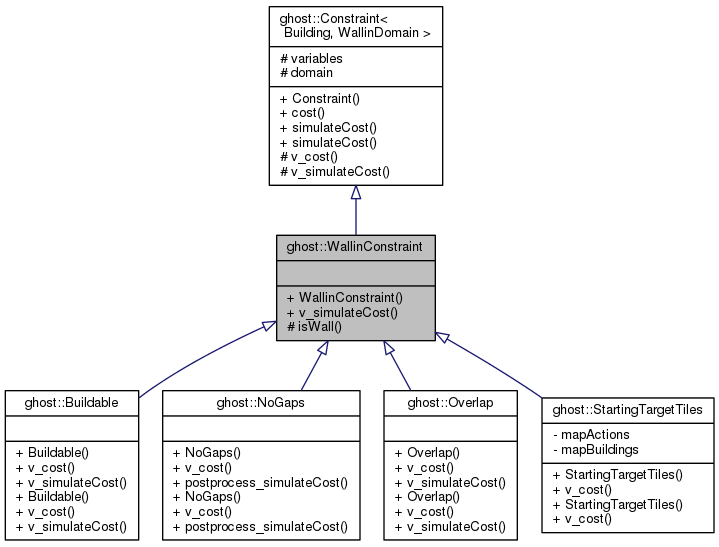 ghost::Constraint<
Building, WallinDomain >
# variables
# domain
+ Constraint()
+ cost()
+ simulateCost()
+ simulateCost()
# v_cost()
# v_simulateCost()
ghost::WallinConstraint
+ WallinConstraint()
+ v_simulateCost()
# isWall()
ghost::Buildable
+ Buildable()
+ v_cost()
+ v_simulateCost()
+ Buildable()
+ v_cost()
+ v_simulateCost()
ghost::NoGaps
+ NoGaps()
+ v_cost()
+ postprocess_simulateCost()
+ NoGaps()
+ v_cost()
+ postprocess_simulateCost()
ghost::Overlap
+ Overlap()
+ v_cost()
+ v_simulateCost()
+ Overlap()
+ v_cost()
+ v_simulateCost()
ghost::StartingTargetTiles
- mapActions
- mapBuildings
+ StartingTargetTiles()
+ v_cost()
+ StartingTargetTiles()
+ v_cost()